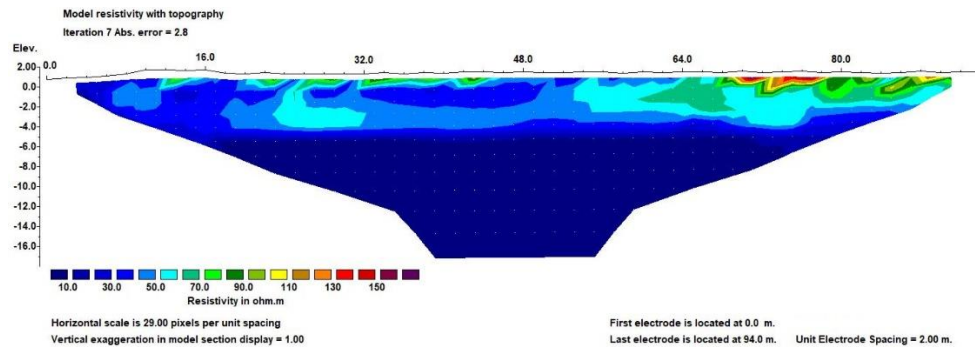 Model resistivity with topography
Iteration 7 Abs. error = 2.8
Elev.
0.0 16.0 32.0 48.0 64.0 80.0
2.00
0.0
-2.0
-4.0
-6.0
-8.0
-10.0
-12.0
-14.0
-16.0
10.0 30.0 50.0 70.0 90.0 110 130 150
Resistivity in ohm.m
Horizontal scale is 29.00 pixels per unit spacing
Vertical exaggeration in model section display = 1.00
First electrode is located at 0.0 m.
Last electrode is located at 94.0 m. Unit Electrode Spacing = 2.00 m.